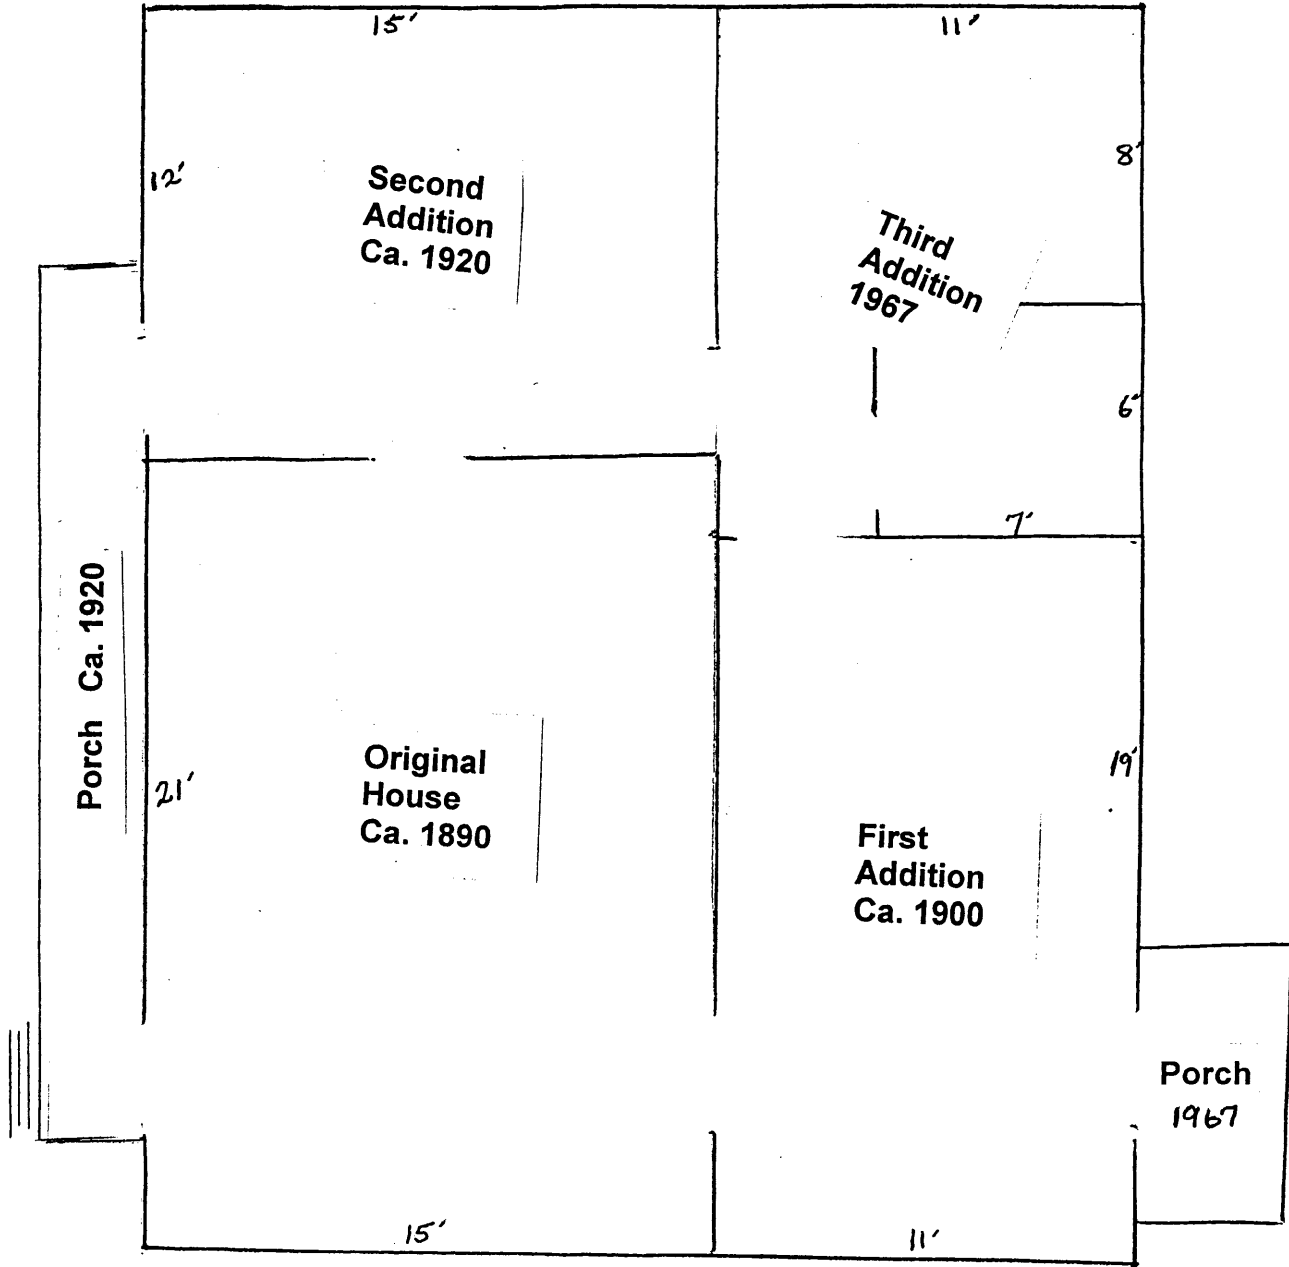 15'
11'
12'
8'
Second
Addition
Ca. 1920
Third
Addition
1967
6'
7'
Porch Ca. 1920
21'
Original
House
Ca. 1890
19'
First
Addition
Ca. 1900
Porch
1967
15'
11'